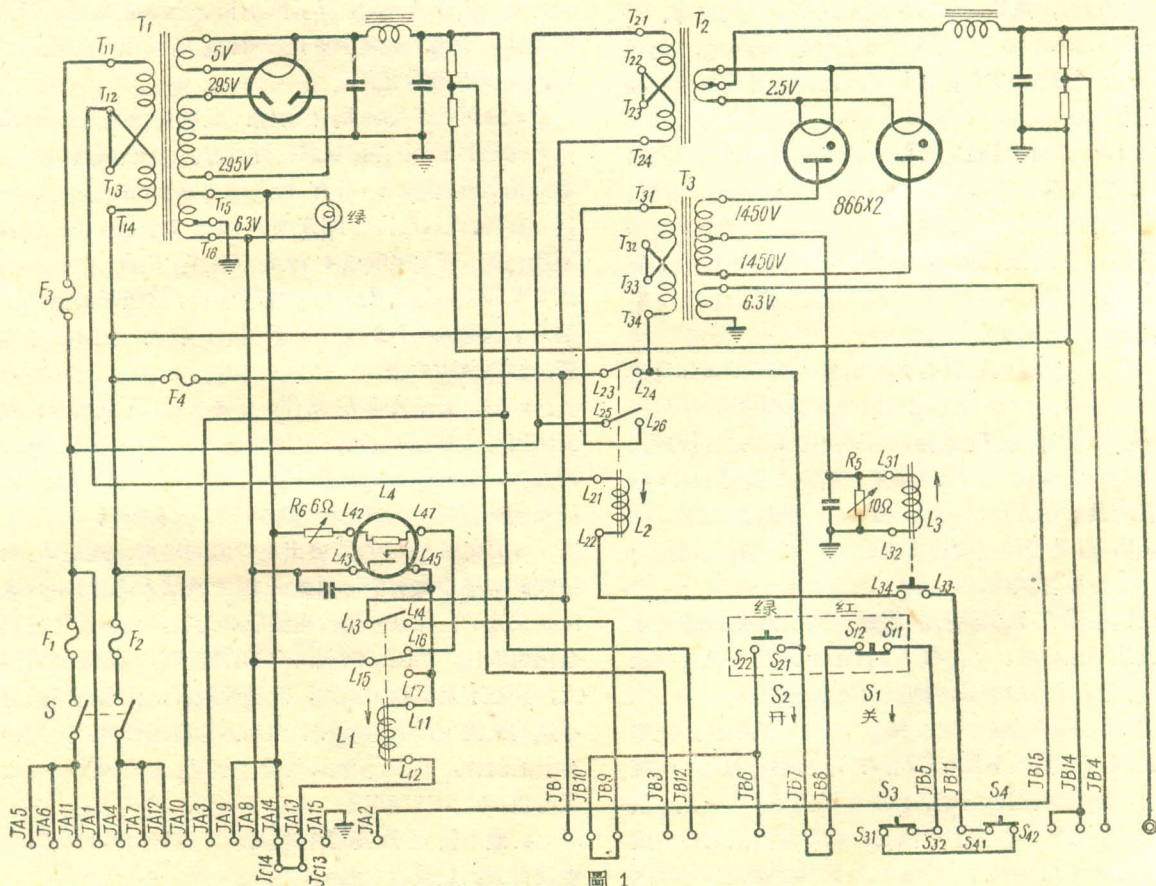 T1
T11
T12
T13
T14
5V
295V
295V
T15
6.3V
T16
绿
T21
T2
T22
T23
T24
2.5V
T3
T31
T32
T33
T34
1450V
1450V
6.3V
866X2
F3
F4
L23
L24
L25
L26
L21
L22
L2
R5
10Ω
L31
L32
L3
L34
L33
R6 6Ω
L4
L42
L47
L43
L45
L13
L14
L16
L15
L17
L11
L12
L1
F1
F2
S
绿
红
S22
S21
S12
S11
S2
开
S1
关
S3
S4
S31
S32
S41
S42
JA5
JA6
JA11
JA1
JA4
JA7
JA12
JA10
JA3
JA9
JA8
JA14
JA13
JA15
JA2
JC14
JC13
JB1
JB10
JB9
JB3
JB12
JB6
JB7
JB8
JB5
JB11
JB15
JB14
JB4
圖 1